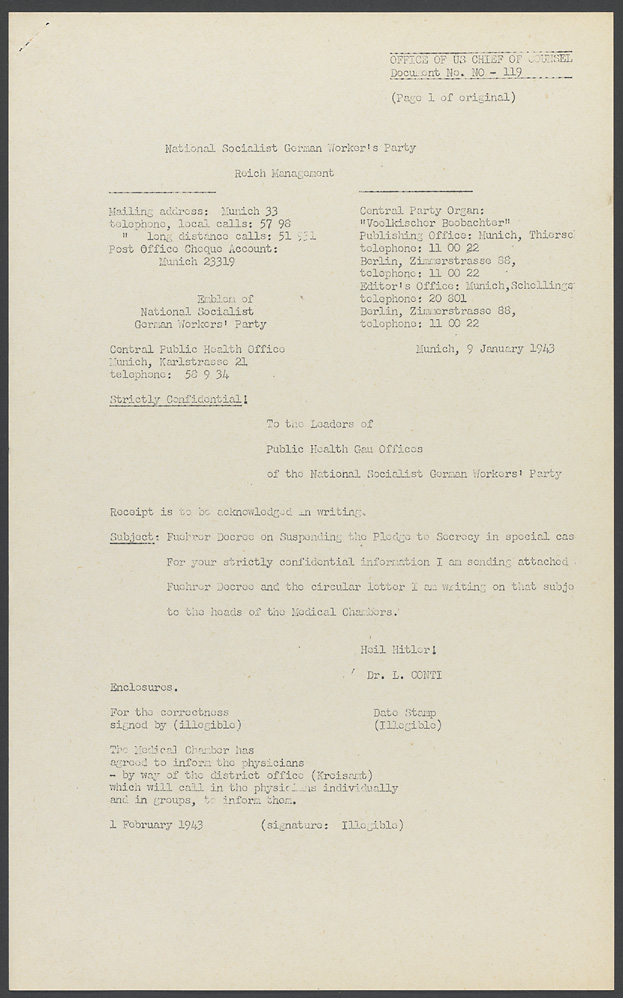 OFFICE OF US CHIEF OF COUNSEL
Document No. NO - 119
(Page 1 of original)
National Socialist German Worker's Party
Reich Management
Mailing address: Munich 33
telephone, local calls: 57 98
" long distance calls: 51
Post Office Cheque Account:
Munich 23319
Emblem of
National Socialist
German Workers' Party
Central Public Health Office
Munich, Karlstrasse 21
telephone: 58 9 34
Central Party Organ:
"Voelkischer Beobachter"
Publishing Office: Munich, Thiersc
telephone: 11 00 22
Berlin, Zimmerstrasse 88,
telephone: 11 00 22
Editor's Office: Munich,Schellings
telephone: 20 801
Berlin, Zimmerstrasse 88,
telephone: 11 00 22
Munich, 9 January 1943
Strictly Confidential!
To the Leaders of
Public Health Gau Offices
of the National Socialist German Workers' Party
Receipt is to be acknowledged in writing.
Subject: Fuehrer Decree on Suspending the Pledge to Secrecy in special cas
For your strictly confidential information I am sending attached
Fuehrer Decree and the circular letter I am writing on that subje
to the heads of the Medical Chambers.
Heil Hitler!
Dr. L. CONTI
Enclosures.
For the correctness
signed by (illegible)
Date Stamp
(Illegible)
The Medical Chamber has
agreed to inform the physicians
- by way of the district office (Kreisamt)
which will call in the physicians individually
and in groups, to inform them.
1 February 1943 (signature: Illegible)